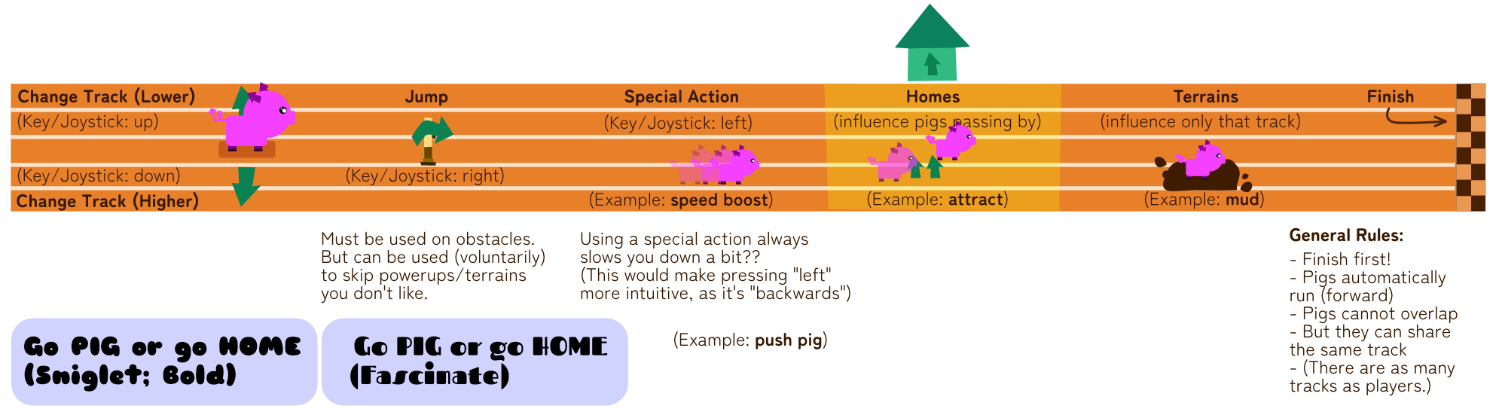 Change Track (Lower)
(Key/Joystick: up)
(Key/Joystick: down)
Change Track (Higher)
Jump
(Key/Joystick: right)
Must be used on obstacles.
But can be used (voluntarily)
to skip powerups/terrains
you don't like.
Special Action
(Key/Joystick: left)
(Example: speed boost)
Using a special action always
slows you down a bit??
(This would make pressing "left"
more intuitive, as it's "backwards")
(Example: push pig)
Homes
(influence pigs passing by)
(Example: attract)
Terrains
(influence only that track)
(Example: mud)
Finish
General Rules:
- Finish first!
- Pigs automatically
run (forward)
- Pigs cannot overlap
- But they can share
the same track
- (There are as many
tracks as players.)
Go PIG or go HOME
(Sniglet; Bold)
Go PIG or go HOME
(Fascinate)